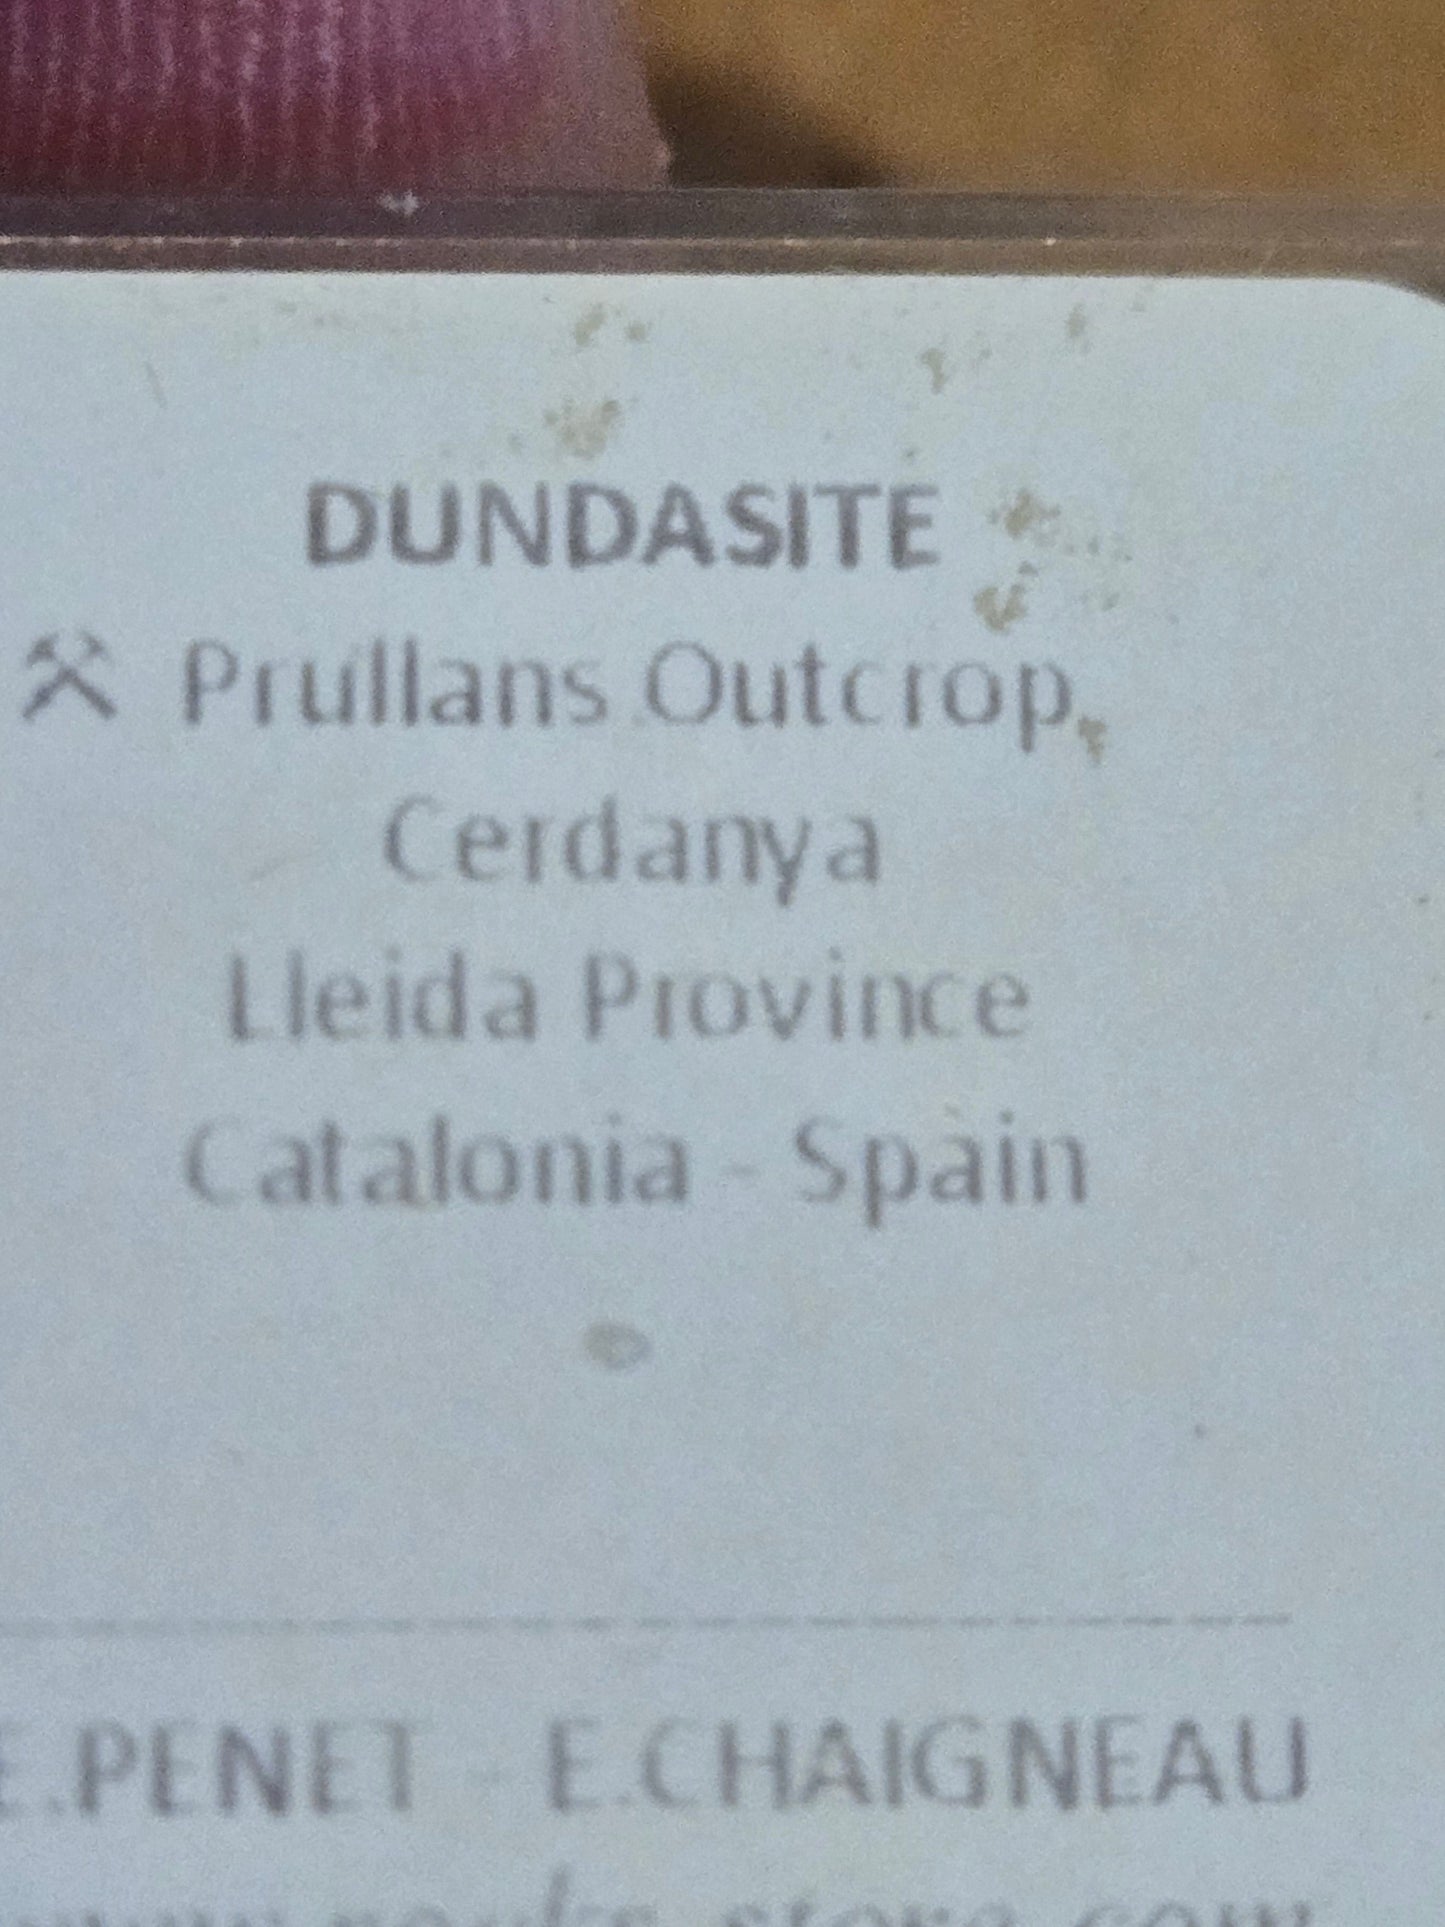 DUNDASITE
⚒ Prullans Outcrop,
Cerdanya
Lleida Province
Catalonia - Spain
E.PENET - E.CHAIGNEAU